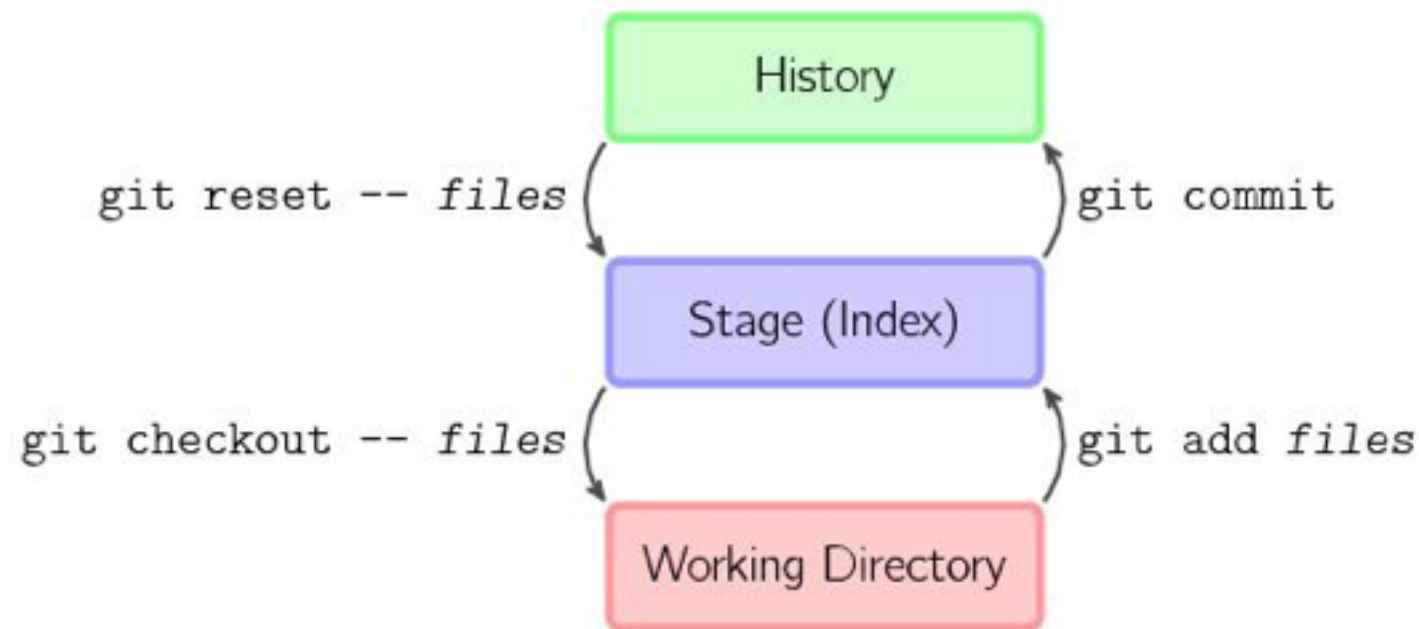 History
git reset -- files
git commit
Stage (Index)
git checkout -- files
git add files
Working Directory